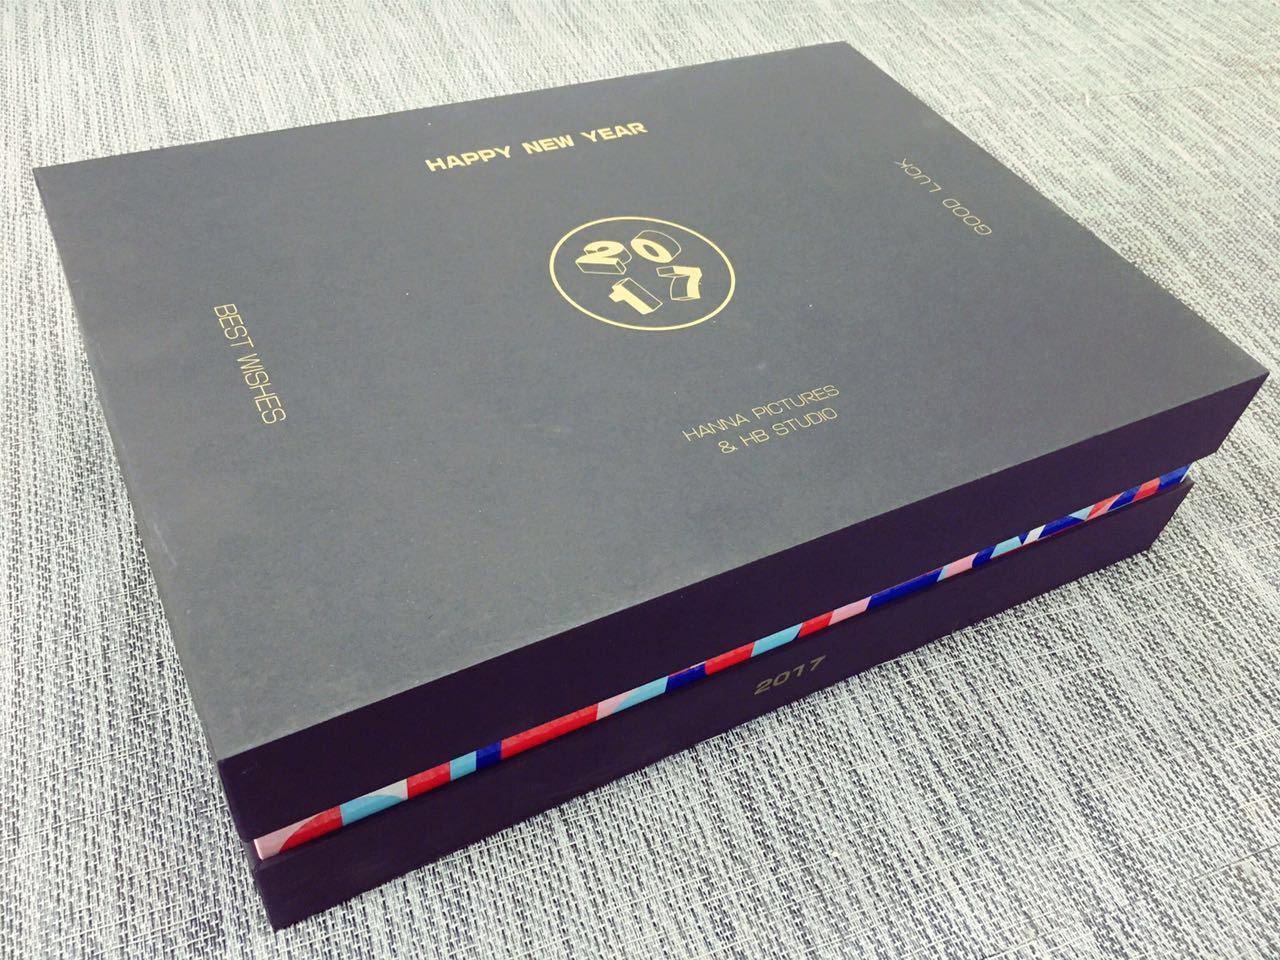 HAPPY NEW YEAR
GOOD LUCK
20
17
BEST WISHES
HANNA PICTURES
& HB STUDIO
2017